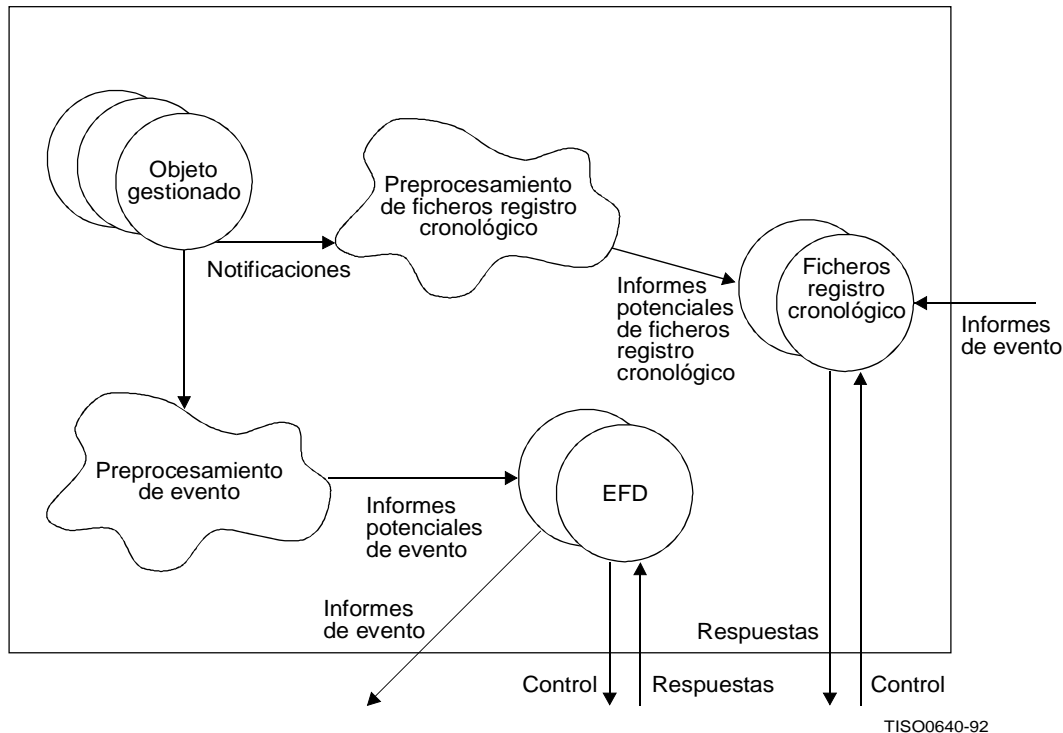 Objeto
gestionado
Preprocesamiento
de ficheros registro
cronológico
Notificaciones
Informes
potenciales
de ficheros
registro
cronológico
Ficheros
registro
cronológico
Informes
de evento
Preprocesamiento
de evento
Informes
potenciales
de evento
EFD
Informes
de evento
Control
Respuestas
Respuestas
Control
TISO0640-92